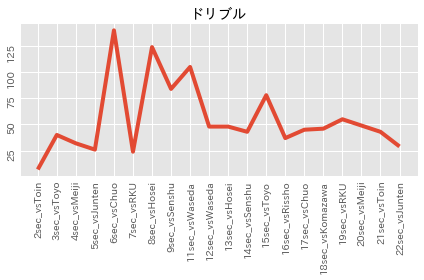 ドリブル
125
100
75
50
25
2sec_vsToin
3sec_vsToyo
4sec_vsMeiji
5sec_vsJunten
6sec_vsChuo
7sec_vsRKU
8sec_vsHosei
9sec_vsSenshu
11sec_vsWaseda
12sec_vsWaseda
13sec_vsHosei
14sec_vsSenshu
15sec_vsToyo
16sec_vsRissho
17sec_vsChuo
18sec_vsKomazawa
19sec_vsRKU
20sec_vsMeiji
21sec_vsToin
22sec_vsJunten